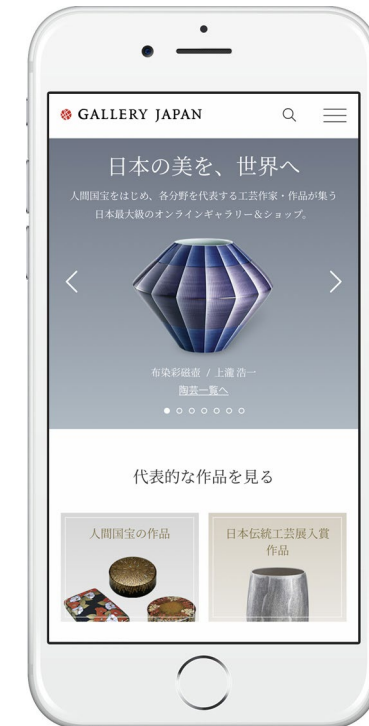 GALLERY JAPAN
日本の美を、世界へ
人間国宝をはじめ、各分野を代表する工芸作家・作品が集う
日本最大級のオンラインギャラリー＆ショップ。
布染彩磁壺 / 上瀧浩一
陶芸一覧へ
代表的な作品を見る
人間国宝の作品
日本伝統工芸展入賞
作品